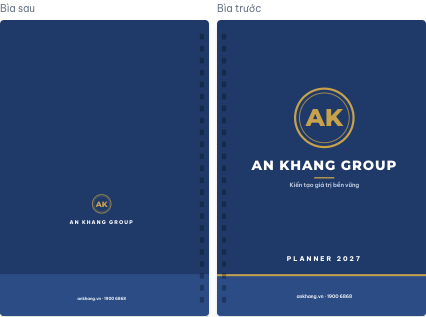 Bìa sau
AK
AN KHANG GROUP
ankhang.vn · 1900 6868
Bìa trước
AK
AN KHANG GROUP
Kiến tạo giá trị bền vững
PLANNER 2027
ankhang.vn · 1900 6868